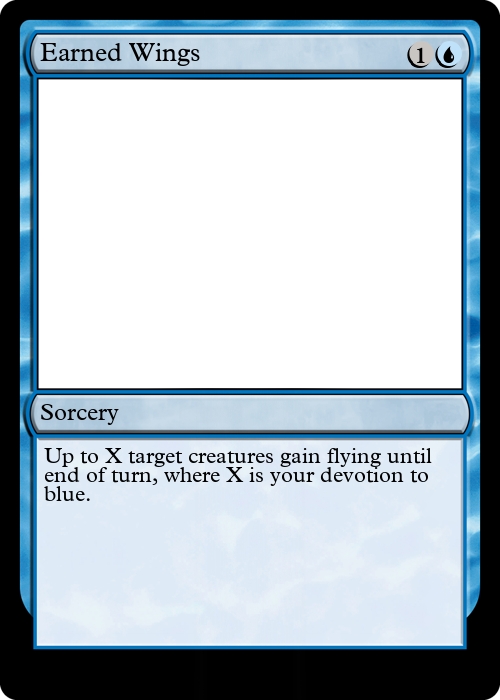 Earned Wings 1
Sorcery
Up to X target creatures gain flying until
end of turn, where X is your devotion to
blue.